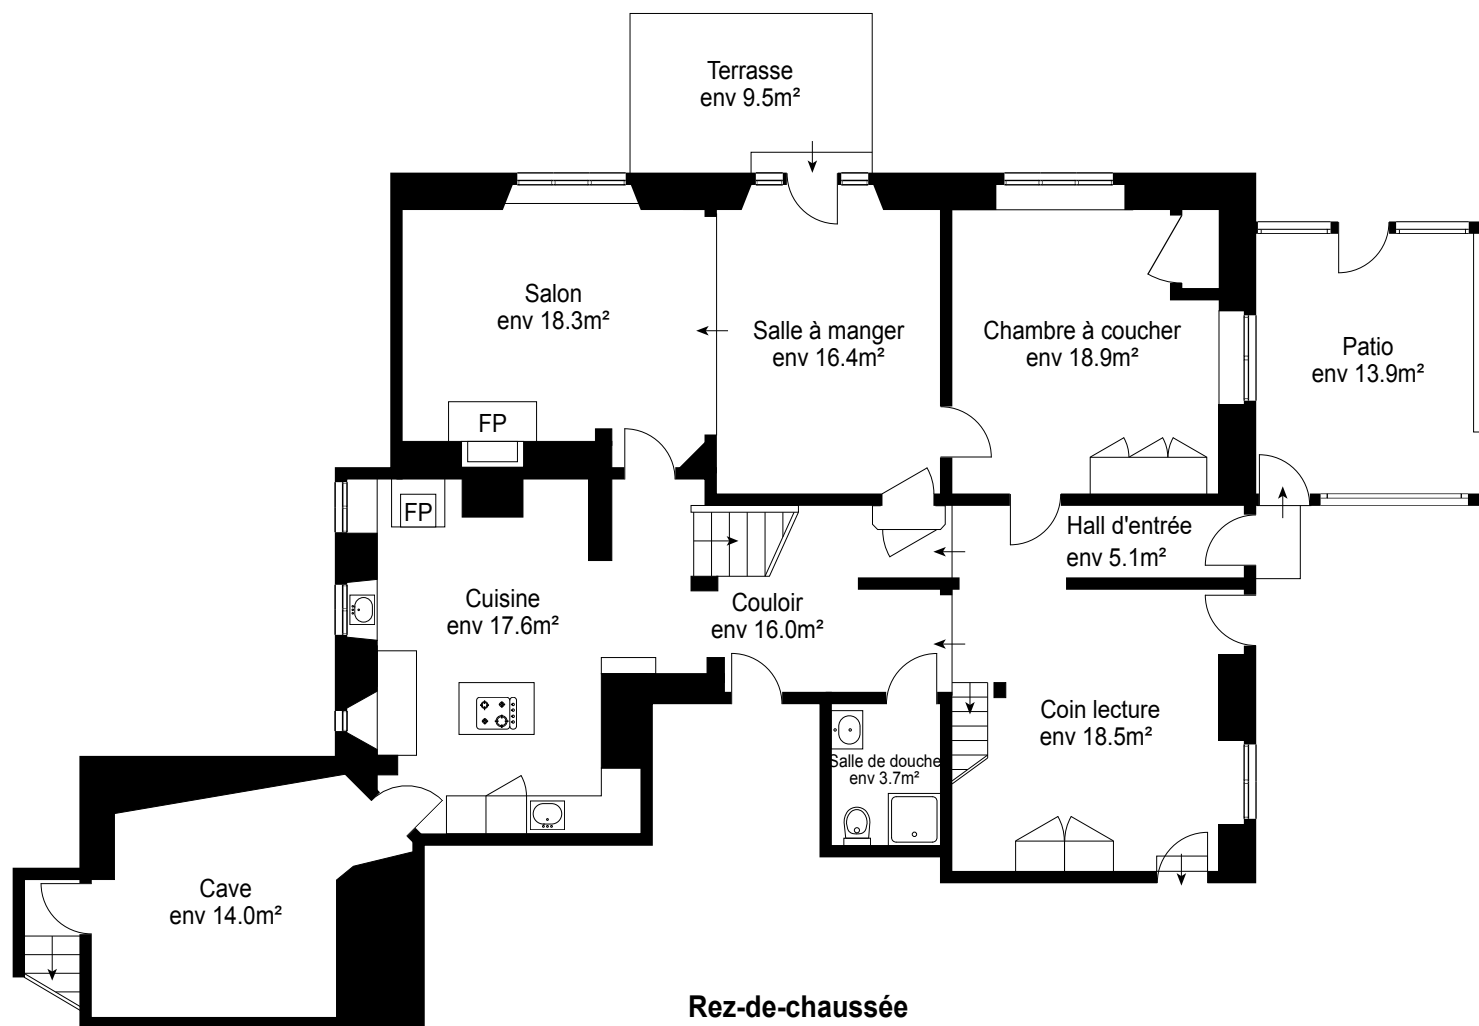 Terrasse
env 9.5m²
Salon
env 18.3m²
Salle à manger
env 16.4m²
Chambre à coucher
env 18.9m²
Patio
env 13.9m²
FP
FP
Hall d'entrée
env 5.1m²
Cuisine
env 17.6m²
Couloir
env 16.0m²
Coin lecture
env 18.5m²
Salle de douche
env 3.7m²
Cave
env 14.0m²
Rez-de-chaussée